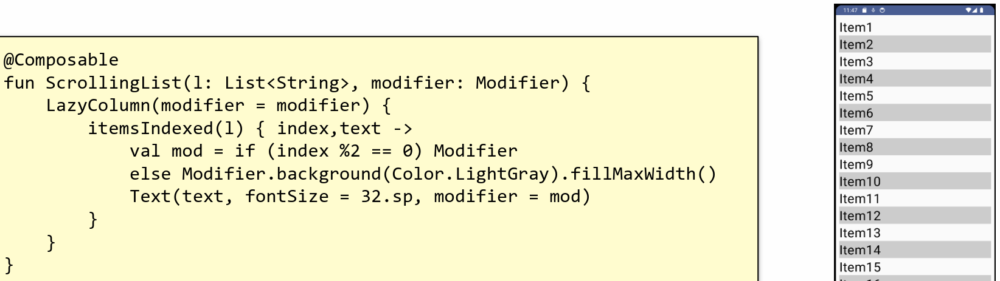 @Composable
fun ScrollingList(l: List<String>, modifier: Modifier) {
    LazyColumn(modifier = modifier) {
        itemsIndexed(l) { index,text ->
            val mod = if (index %2 == 0) Modifier
            else Modifier.background(Color.LightGray).fillMaxWidth()
            Text(text, fontSize = 32.sp, modifier = mod)
        }
    }
}
11:47
Item1
Item2
Item3
Item4
Item5
Item6
Item7
Item8
Item9
Item10
Item11
Item12
Item13
Item14
Item15